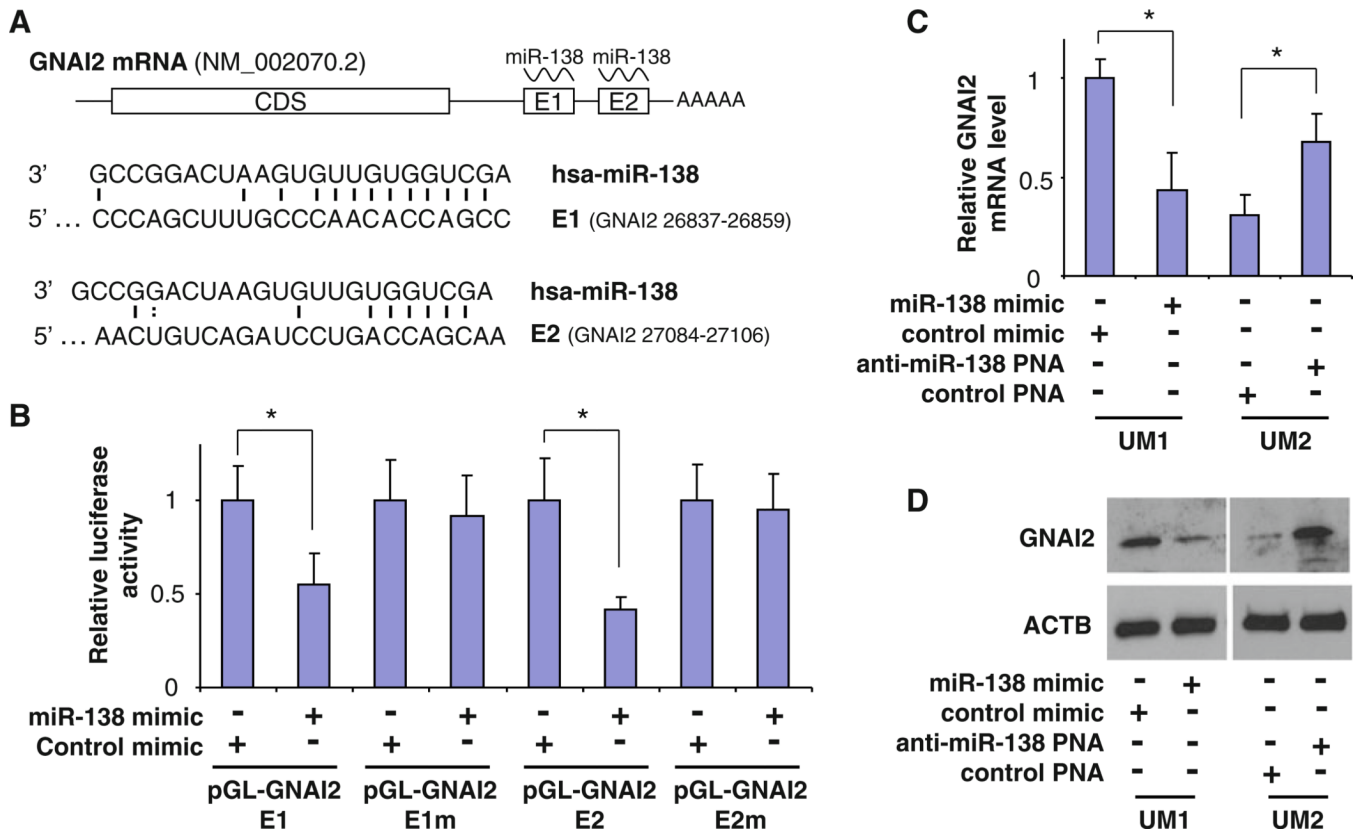 A
GNAI2 mRNA (NM_002070.2)
miR-138 miR-138
CDS E1 E2 AAAAA
3’ GCCGGACUAAGUGUUGUGGUCGA hsa-miR-138
5’ ... CCCAGCUUUGCCCAACACCAGCC E1 (GNAI2 26837-26859)
3’ GCCGGACUAAGUGUUGUGGUCGA hsa-miR-138
5’ ... AACUGUCAGAUCCUGACCAGCAA E2 (GNAI2 27084-27106)
B
Relative luciferase activity
1
0.5
0
* *
miR-138 mimic - + - + - + - +
Control mimic + - + - + - + -
pGL-GNAI2 E1
pGL-GNAI2 E1m
pGL-GNAI2 E2
pGL-GNAI2 E2m
C
Relative GNAI2 mRNA level
1
0.5
0
* *
miR-138 mimic - + - -
control mimic + - - -
anti-miR-138 PNA - - - +
control PNA - - + -
UM1 UM2
D
GNAI2
ACTB
miR-138 mimic - + - -
control mimic + - - -
anti-miR-138 PNA - - - +
control PNA - - + -
UM1 UM2